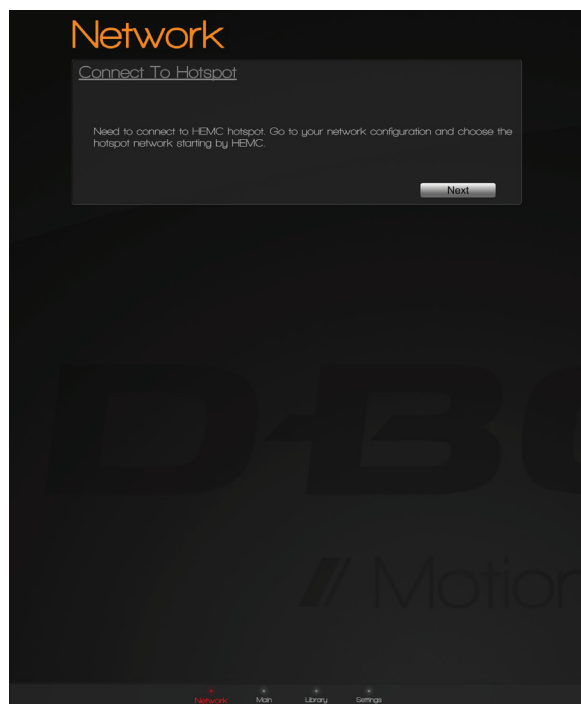 Network
Connect To Hotspot
Need to connect to HEMC hotspot. Go to your network configuration and choose the
hotspot network starting by HEMC.
Next
D-BO
// Motion
Network Main Library Settings